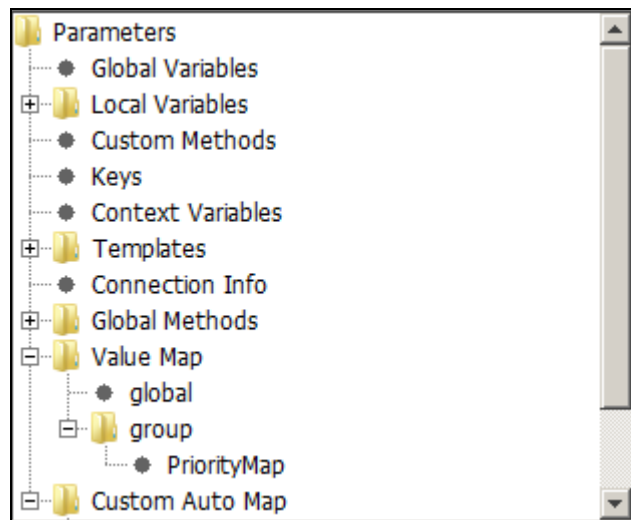 Parameters
Global Variables
Local Variables
Custom Methods
Keys
Context Variables
Templates
Connection Info
Global Methods
Value Map
global
group
PriorityMap
Custom Auto Map